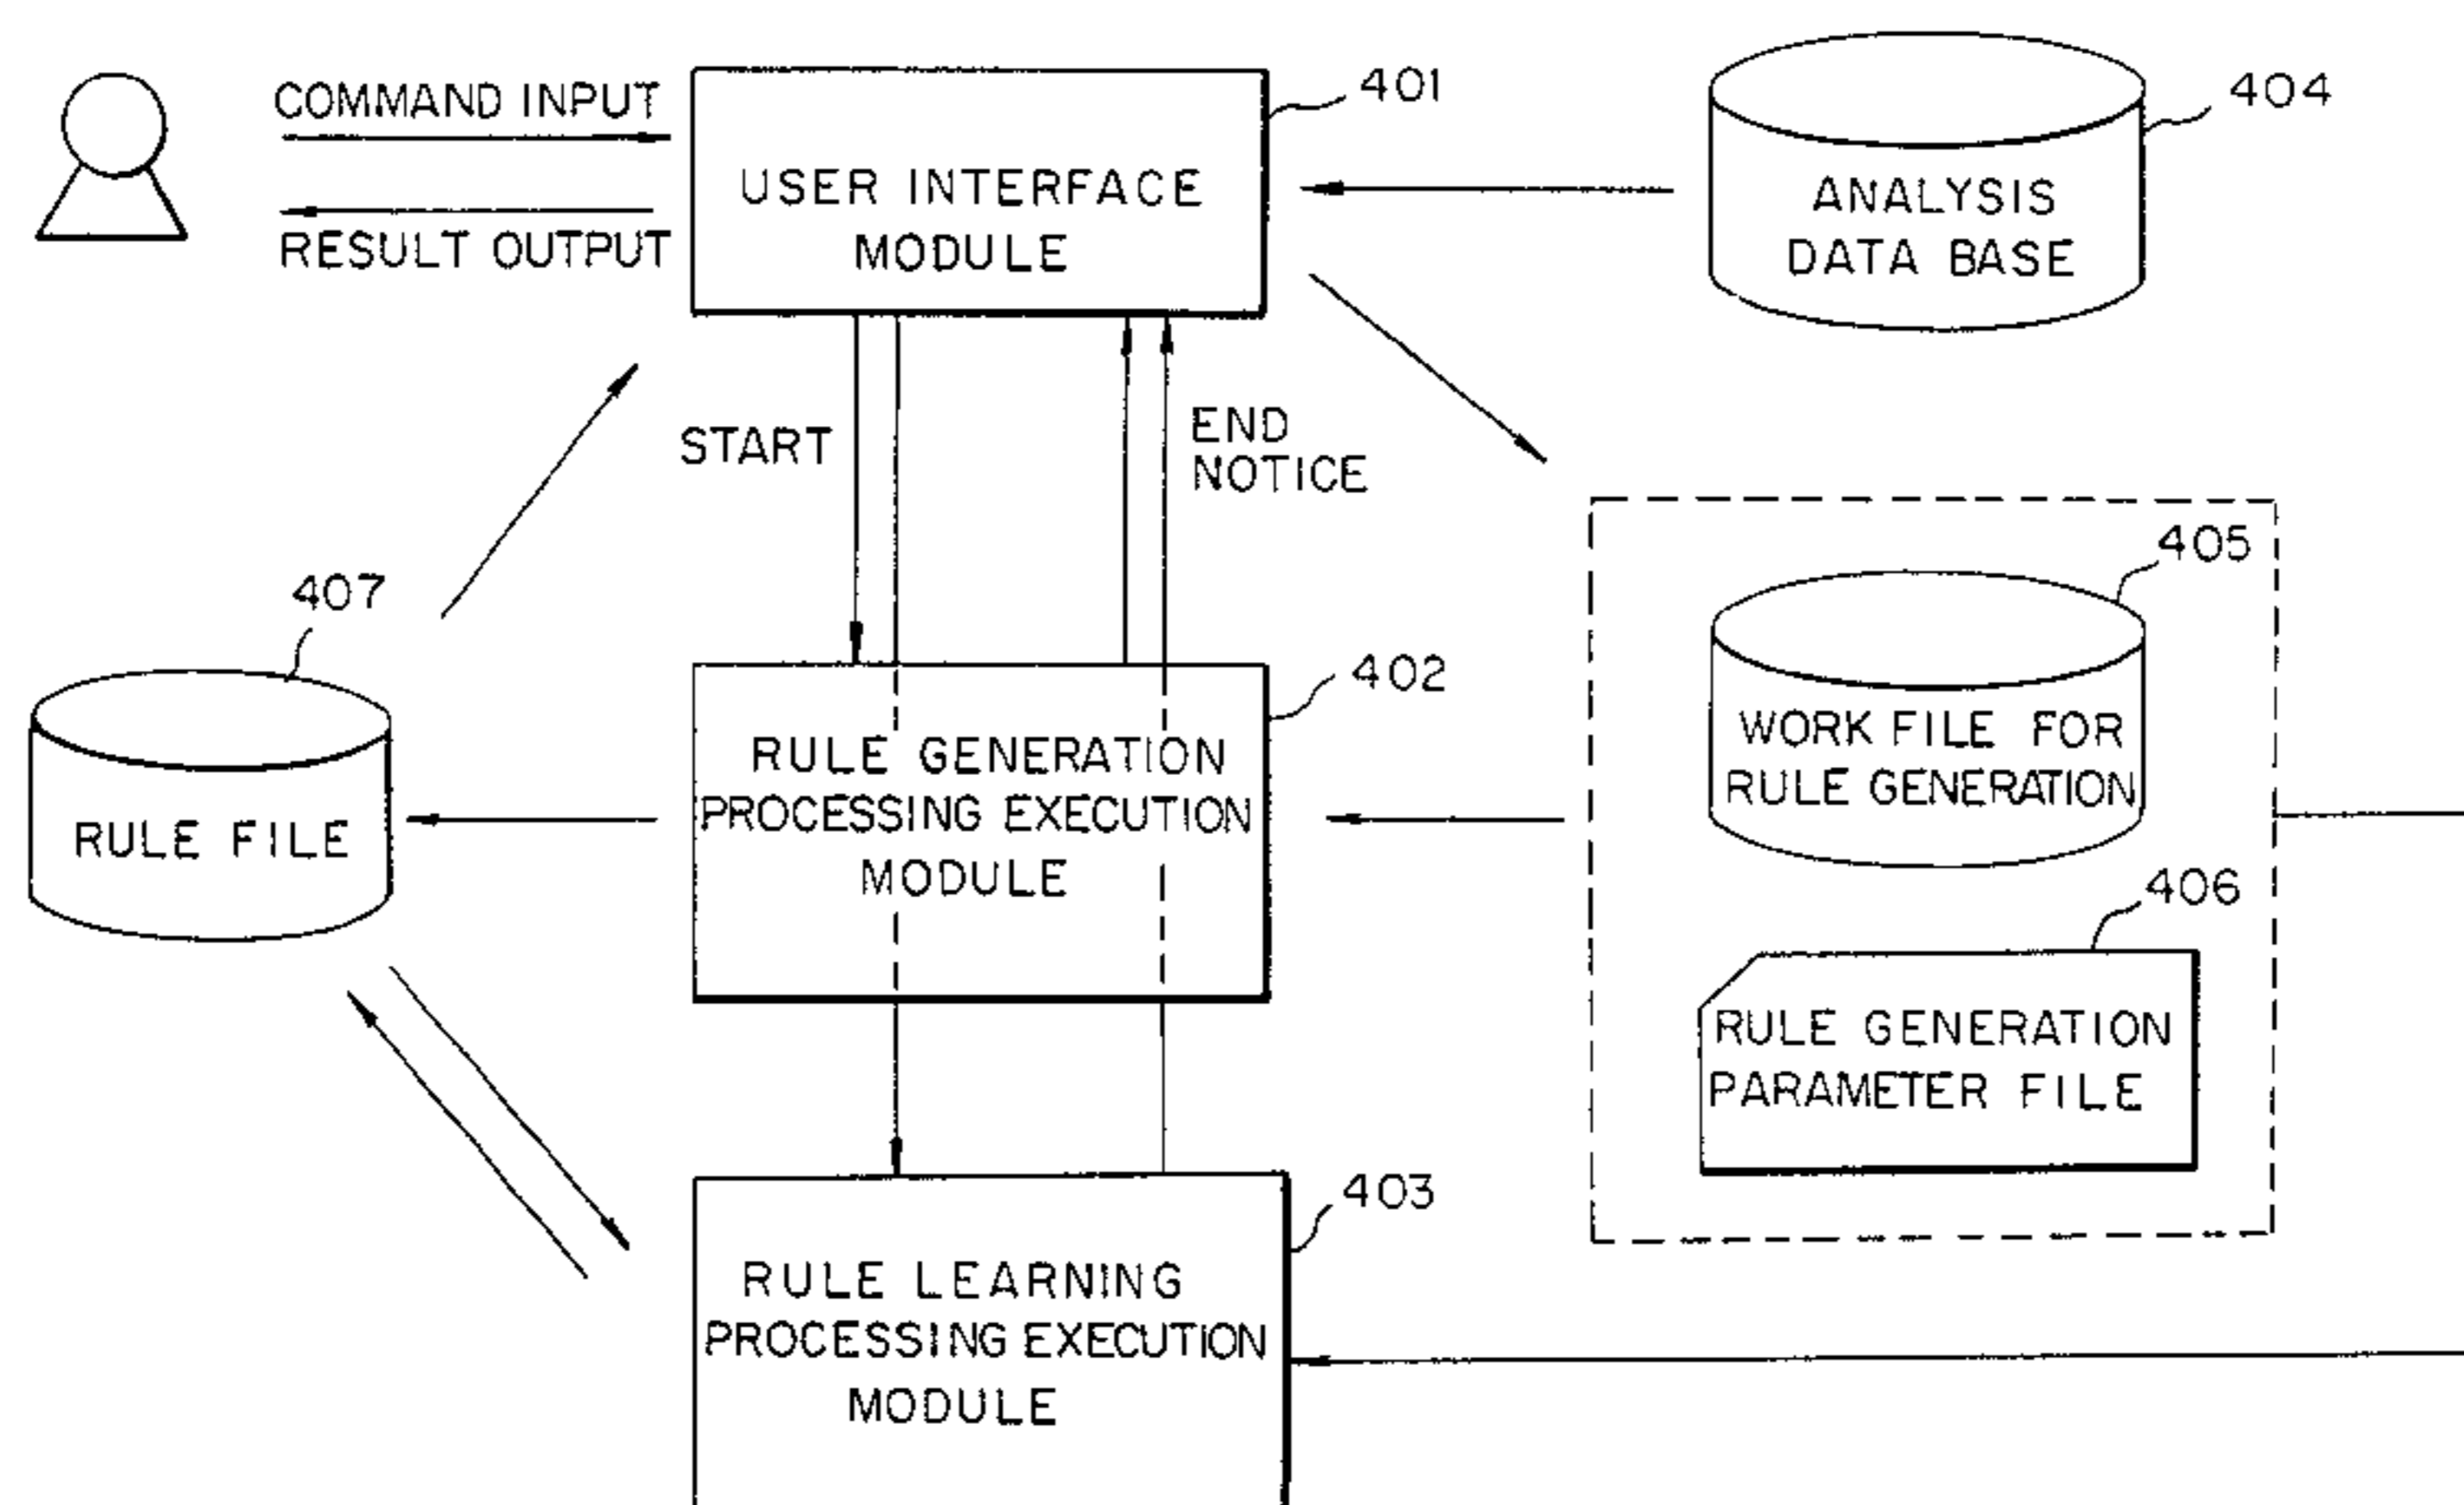 COMMAND INPUT
RESULT OUTPUT
USER INTERFACE
MODULE
401
ANALYSIS
DATA BASE
404
START
END
NOTICE
407
RULE FILE
402
RULE GENERATION
PROCESSING EXECUTION
MODULE
405
WORK FILE FOR
RULE GENERATION
406
RULE GENERATION
PARAMETER FILE
403
RULE LEARNING
PROCESSING EXECUTION
MODULE